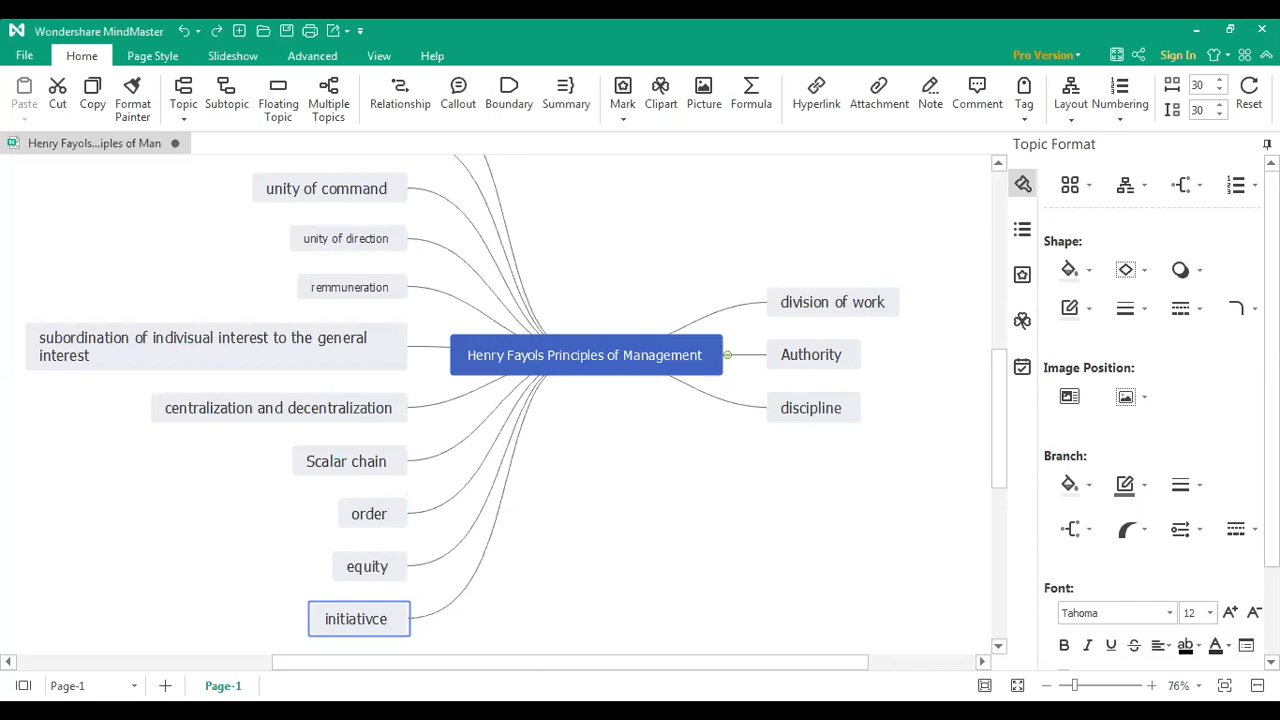 Wondershare MindMaster
File
Home
Page Style
Slideshow
Advanced
View
Help
Pro Version
Sign In
Paste
Cut
Copy
Format
Painter
Topic
Subtopic
Floating
Topic
Multiple
Topics
Relationship
Callout
Boundary
Summary
Mark
Clipart
Picture
Formula
Hyperlink
Attachment
Note
Comment
Tag
Layout
Numbering
30
30
Reset
Henry Fayols...iples of Man
unity of command
unity of direction
remmuneration
subordination of indivisual interest to the general
interest
centralization and decentralization
Scalar chain
order
equity
initiativce
Henry Fayols Principles of Management
division of work
Authority
discipline
Topic Format
Shape:
Image Position:
Branch:
Font:
Tahoma
12
B I U S ab A
Page-1
Page-1
76%